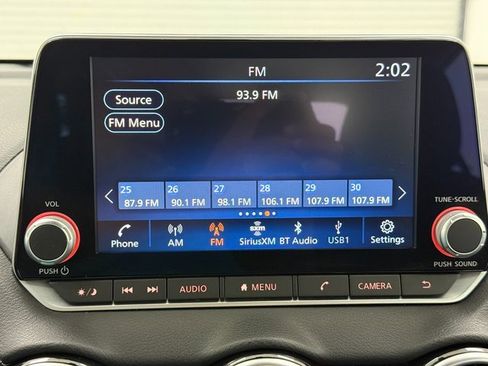 FM
2:02
Source
93.9 FM
FM Menu
25 26 27 28 29 30
87.9 FM 90.1 FM 98.1 FM 106.1 FM 107.9 FM 107.9 FM
VOL
TUNE·SCROLL
sxm
Phone AM FM SiriusXM BT Audio USB1 Settings
PUSH
PUSH SOUND
AUDIO MENU CAMERA